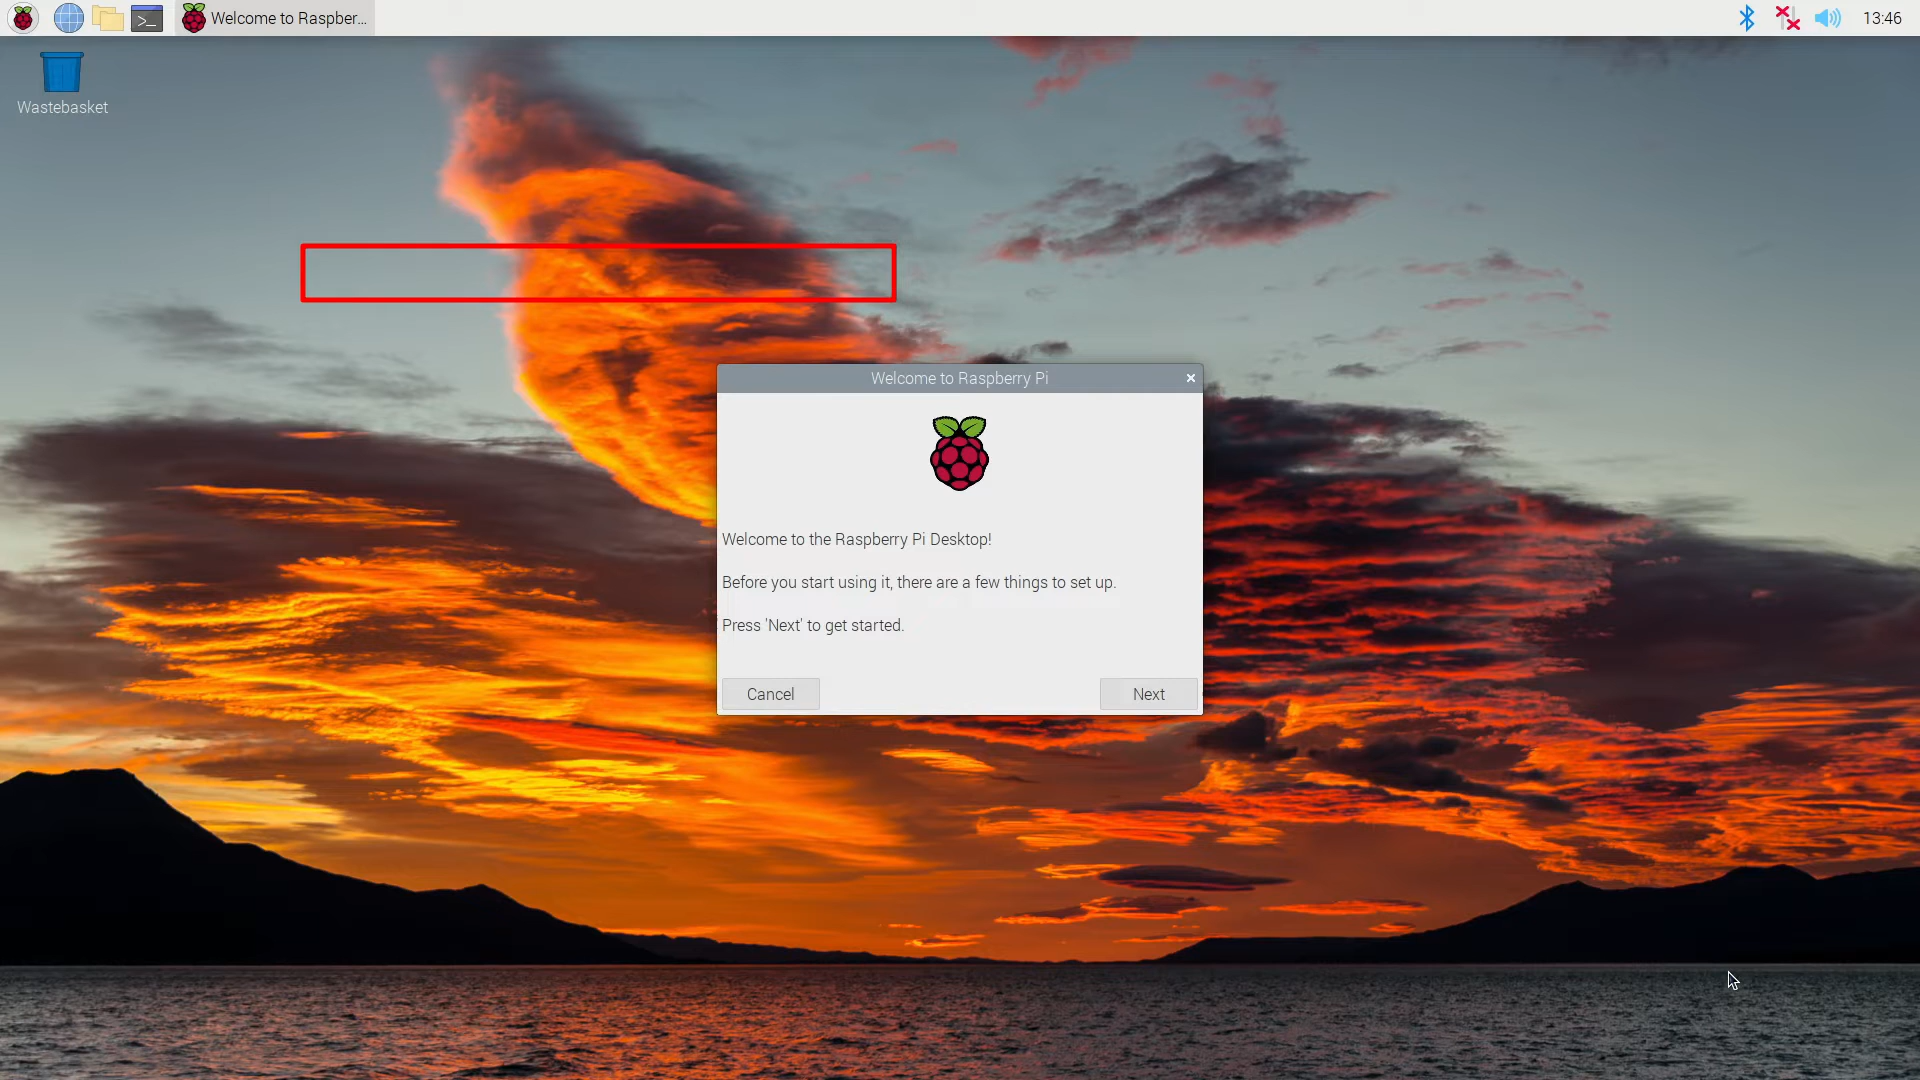 Welcome to Raspber...
13:46
Wastebasket
Welcome to Raspberry Pi
Welcome to the Raspberry Pi Desktop!
Before you start using it, there are a few things to set up.
Press 'Next' to get started.
Cancel
Next